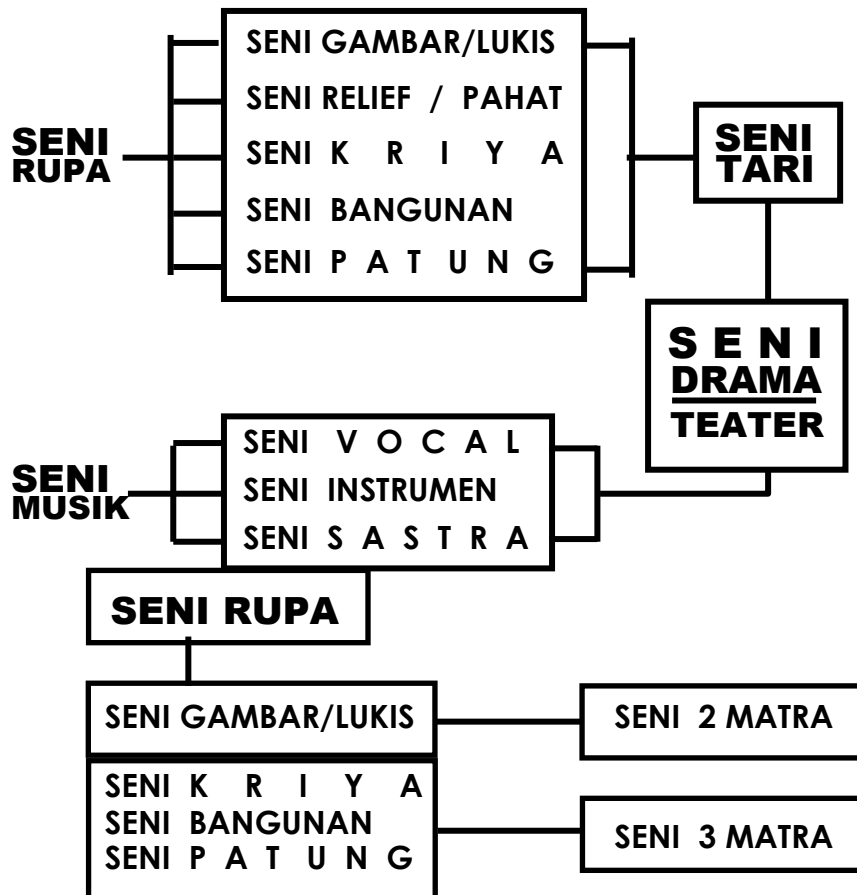 SENI RUPA
SENI GAMBAR/LUKIS
SENI RELIEF / PAHAT
SENI K R I Y A
SENI BANGUNAN
SENI P A T U N G
SENI TARI
S E N I
DRAMA
TEATER
SENI MUSIK
SENI V O C A L
SENI INSTRUMEN
SENI S A S T R A
SENI RUPA
SENI GAMBAR/LUKIS
SENI 2 MATRA
SENI K R I Y A
SENI BANGUNAN
SENI P A T U N G
SENI 3 MATRA